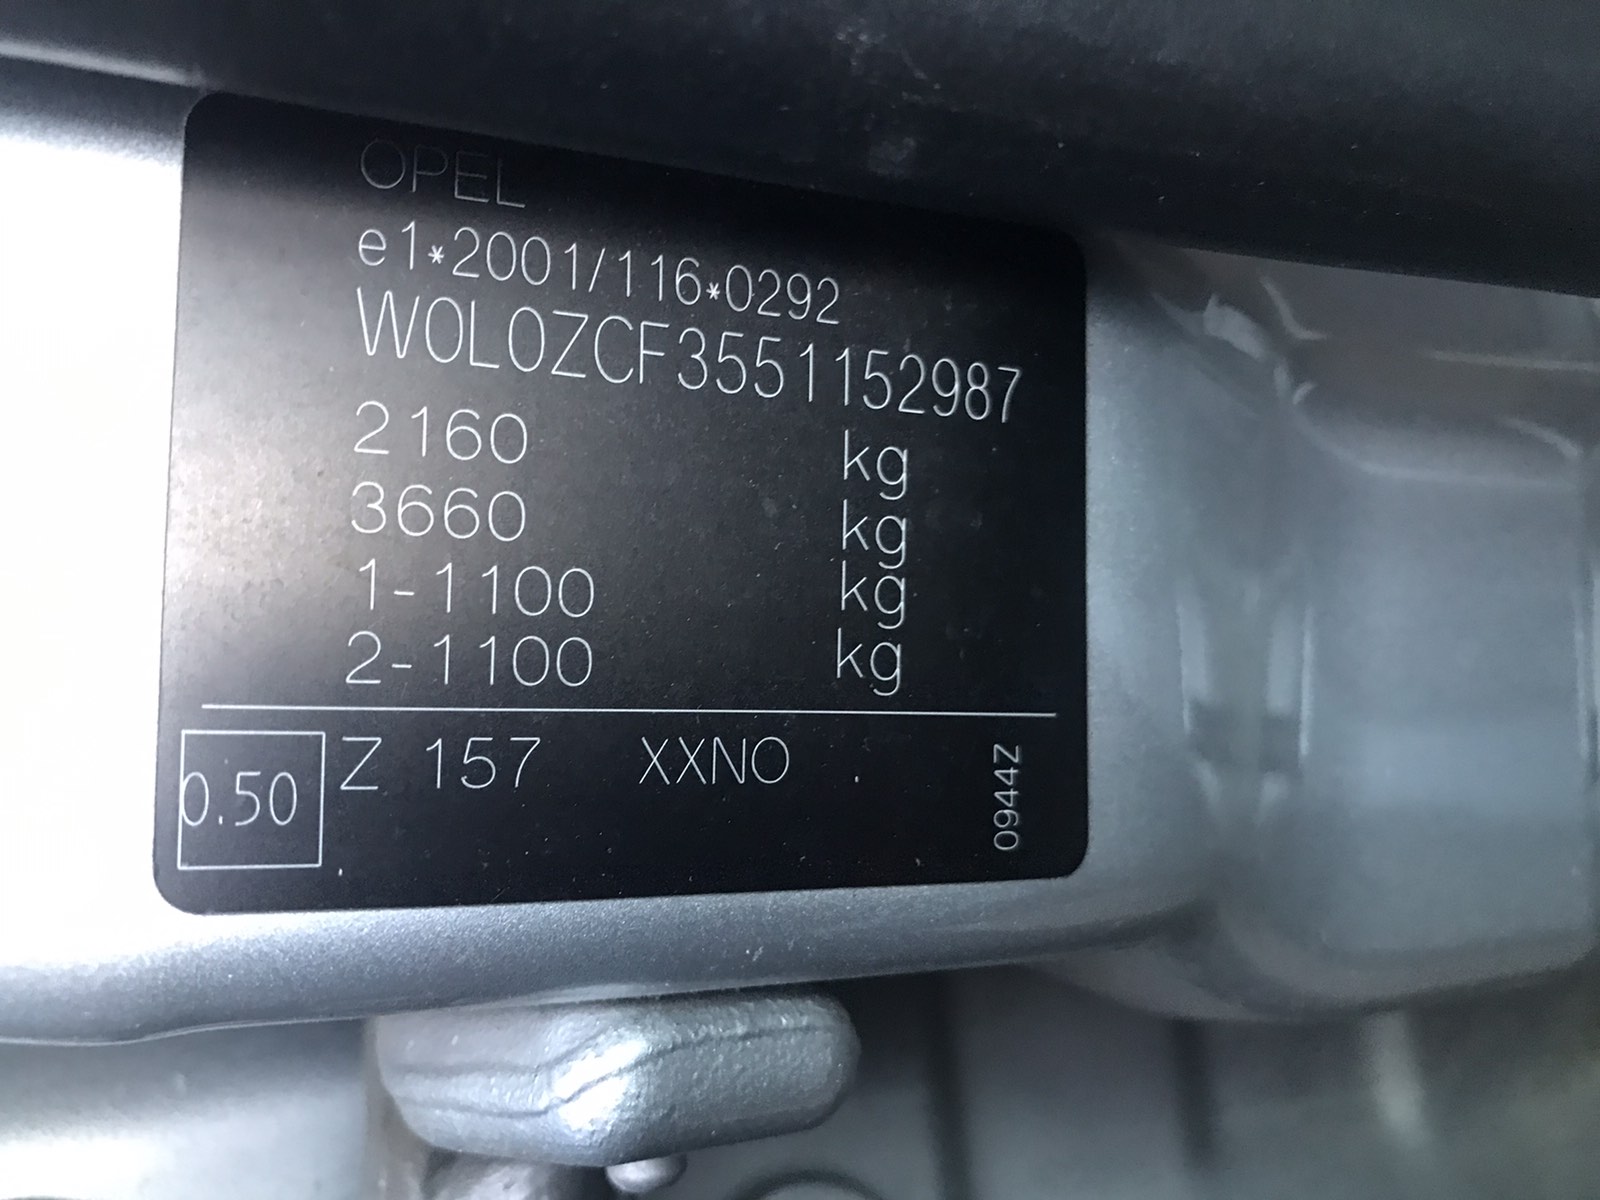 OPEL
e1*2001/116*0292
W0L0ZCF3551152987
2160 kg
3660 kg
1-1100 kg
2-1100 kg
0.50 Z 157 XXNO
0944Z